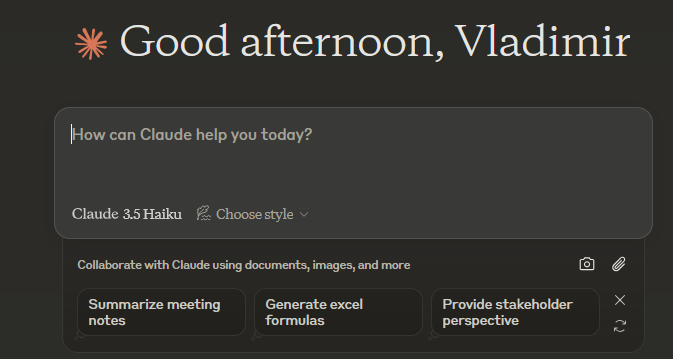 Good afternoon, Vladimir
How can Claude help you today?
Claude 3.5 Haiku Choose style
Collaborate with Claude using documents, images, and more
Summarize meeting
notes
Generate excel
formulas
Provide stakeholder
perspective